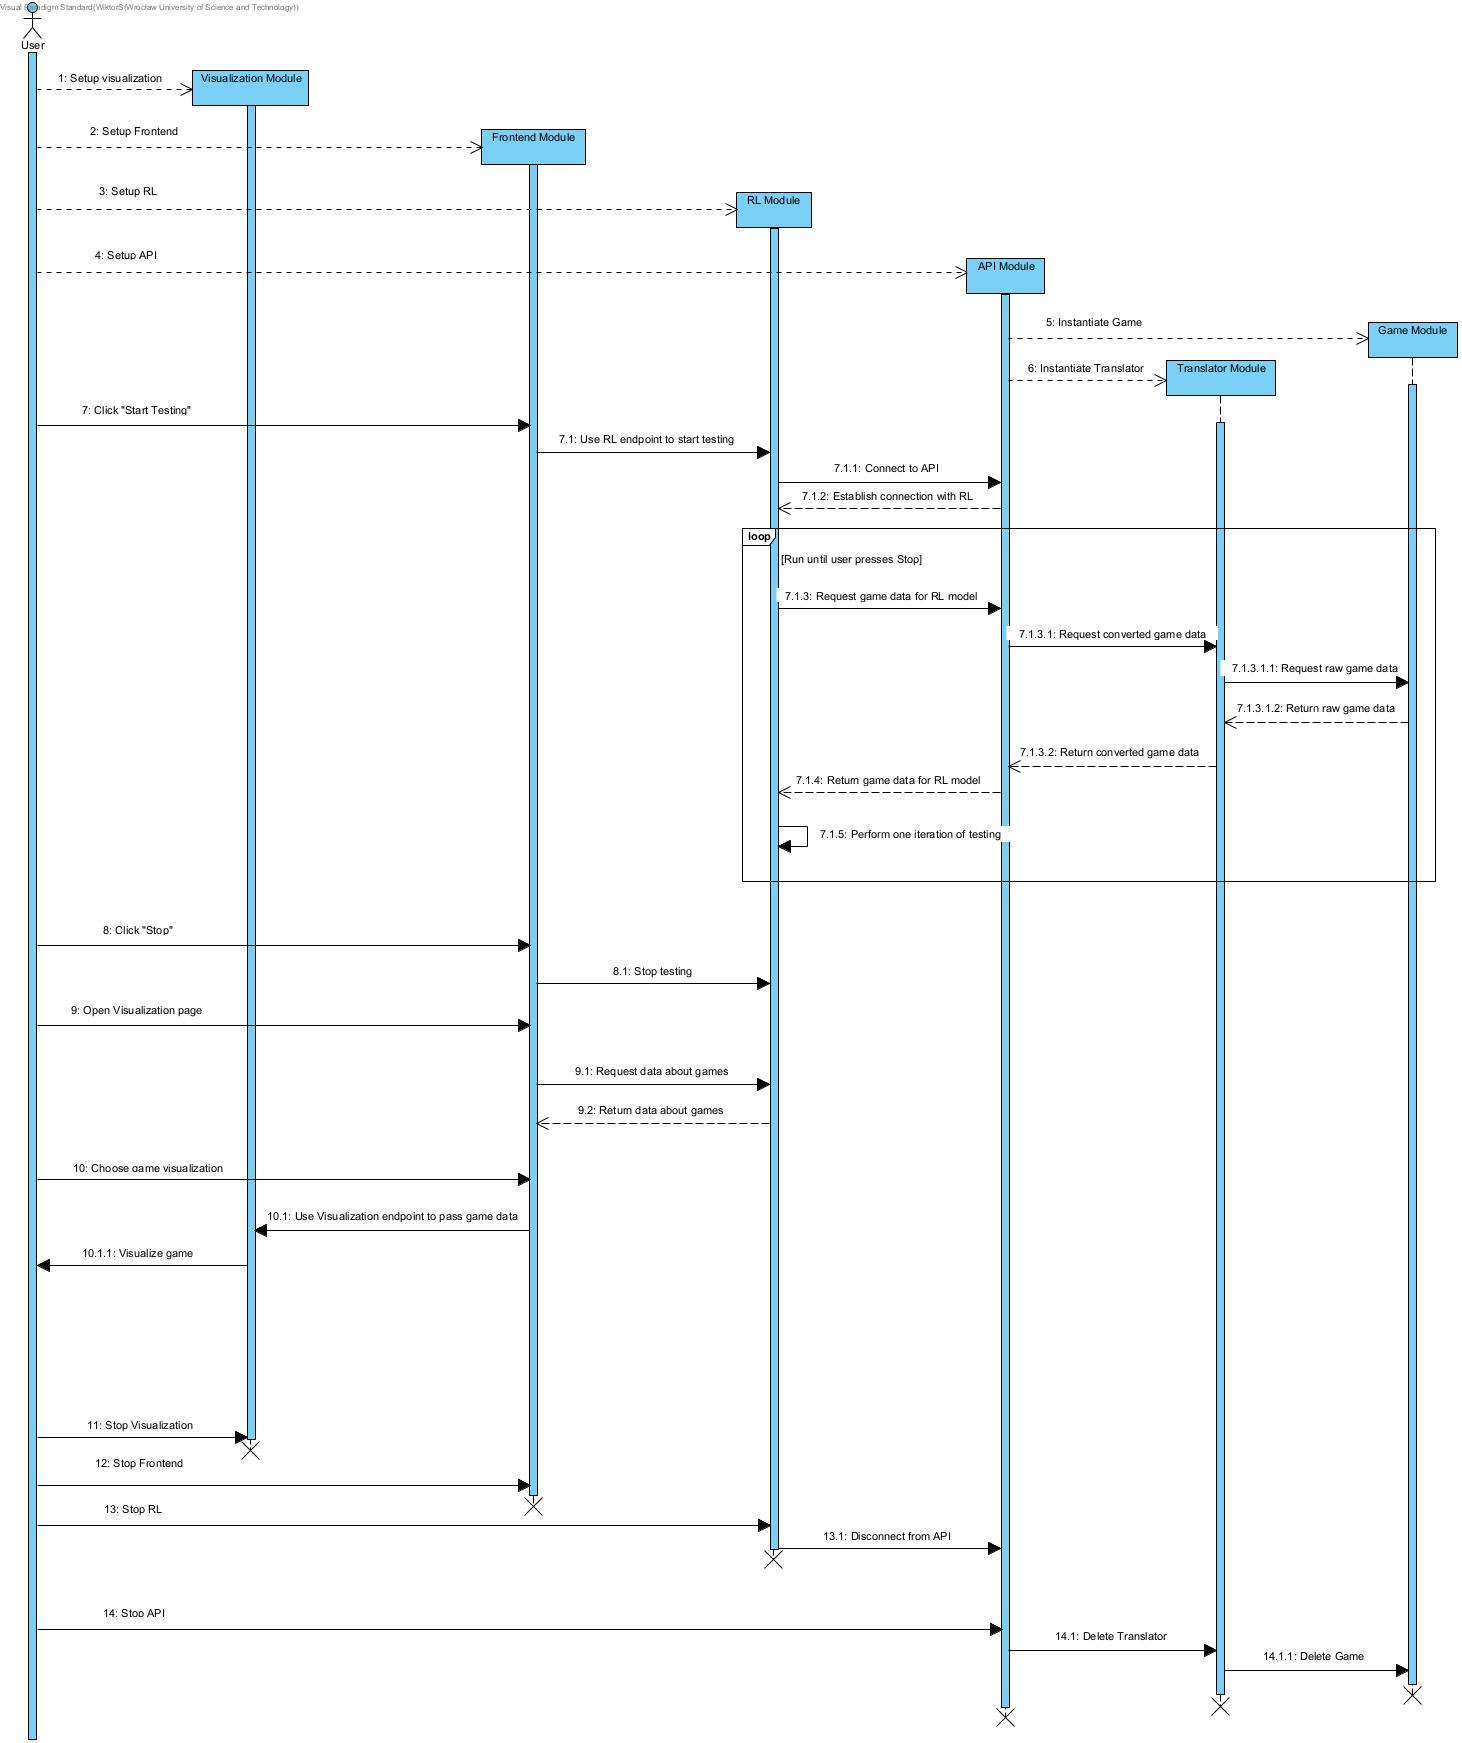 Visual Paradigm Standard(WiktorS(Wrocław University of Science and Technology))
User
1: Setup visualization
Visualization Module
2: Setup Frontend
Frontend Module
3: Setup RL
RL Module
4: Setup API
API Module
5: Instantiate Game
Game Module
6: Instantiate Translator
Translator Module
7: Click "Start Testing"
7.1: Use RL endpoint to start testing
7.1.1: Connect to API
7.1.2: Establish connection with RL
loop
[Run until user presses Stop]
7.1.3: Request game data for RL model
7.1.3.1: Request converted game data
7.1.3.1.1: Request raw game data
7.1.3.1.2: Return raw game data
7.1.3.2: Return converted game data
7.1.4: Return game data for RL model
7.1.5: Perform one iteration of testing
8: Click "Stop"
8.1: Stop testing
9: Open Visualization page
9.1: Request data about games
9.2: Return data about games
10: Choose game visualization
10.1: Use Visualization endpoint to pass game data
10.1.1: Visualize game
11: Stop Visualization
12: Stop Frontend
13: Stop RL
13.1: Disconnect from API
14: Stop API
14.1: Delete Translator
14.1.1: Delete Game